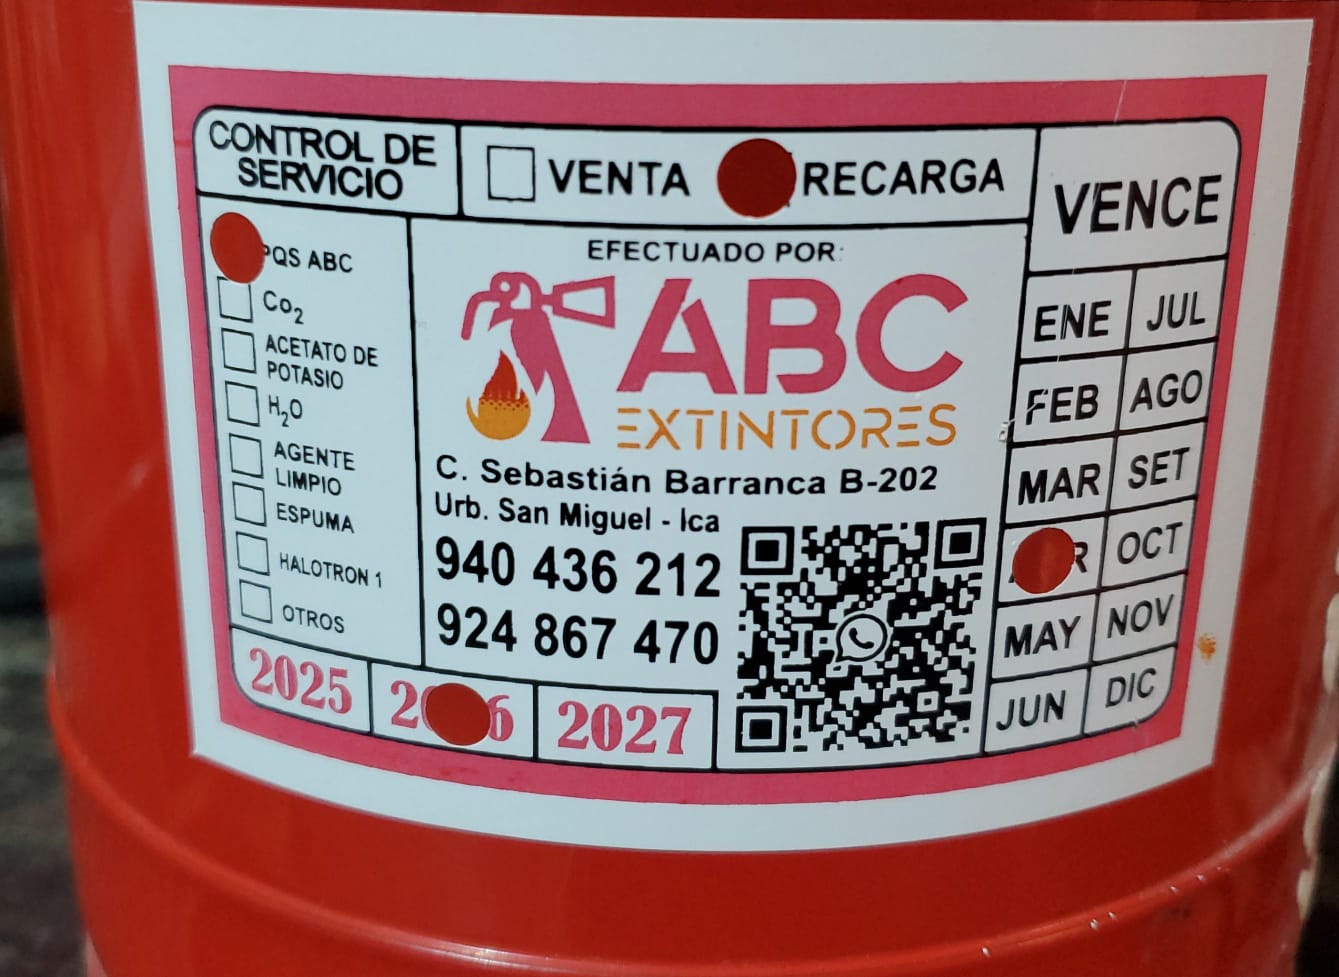 CONTROL DE
SERVICIO
VENTA
RECARGA
VENCE
PQS ABC
Co₂
ACETATO DE
POTASIO
H₂O
AGENTE
LIMPIO
ESPUMA
HALOTRON 1
OTROS
EFECTUADO POR:
ABC
EXTINTORES
C. Sebastián Barranca B-202
Urb. San Miguel - Ica
940 436 212
924 867 470
ENE JUL
FEB AGO
MAR SET
OCT
MAY NOV
JUN DIC
2025 2027